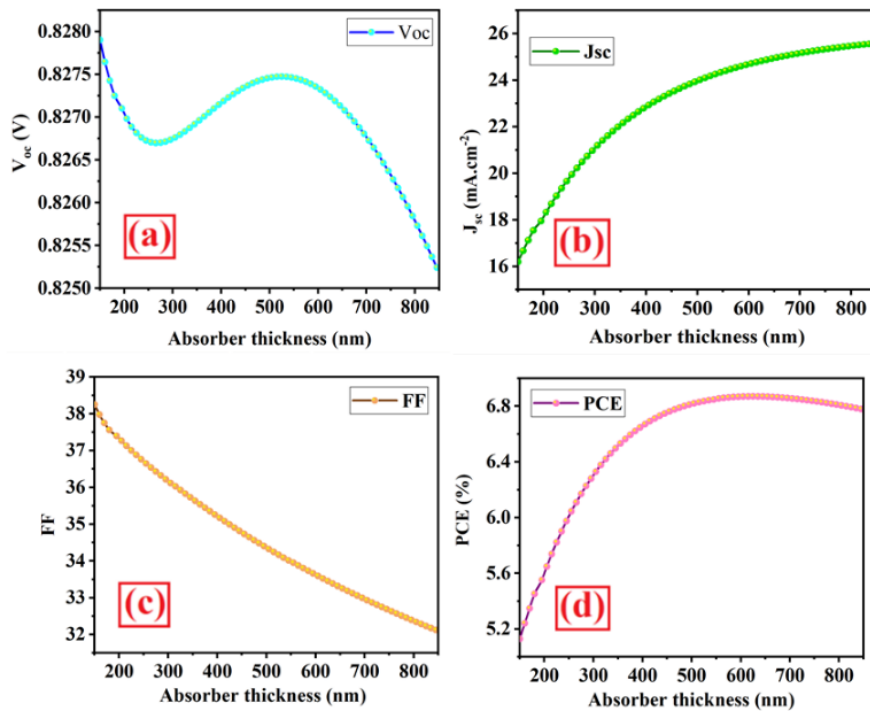 0.8280
0.8275
0.8270
0.8265
0.8260
0.8255
0.8250
Voc (V)
Voc
(a)
200 300 400 500 600 700 800
Absorber thickness (nm)
26
24
22
20
18
16
Jsc (mA.cm-2)
Jsc
(b)
200 300 400 500 600 700 800
Absorber thickness (nm)
39
38
37
36
35
34
33
32
FF
FF
(c)
200 300 400 500 600 700 800
Absorber thickness (nm)
6.8
6.4
6.0
5.6
5.2
PCE (%)
PCE
(d)
200 300 400 500 600 700 800
Absorber thickness (nm)